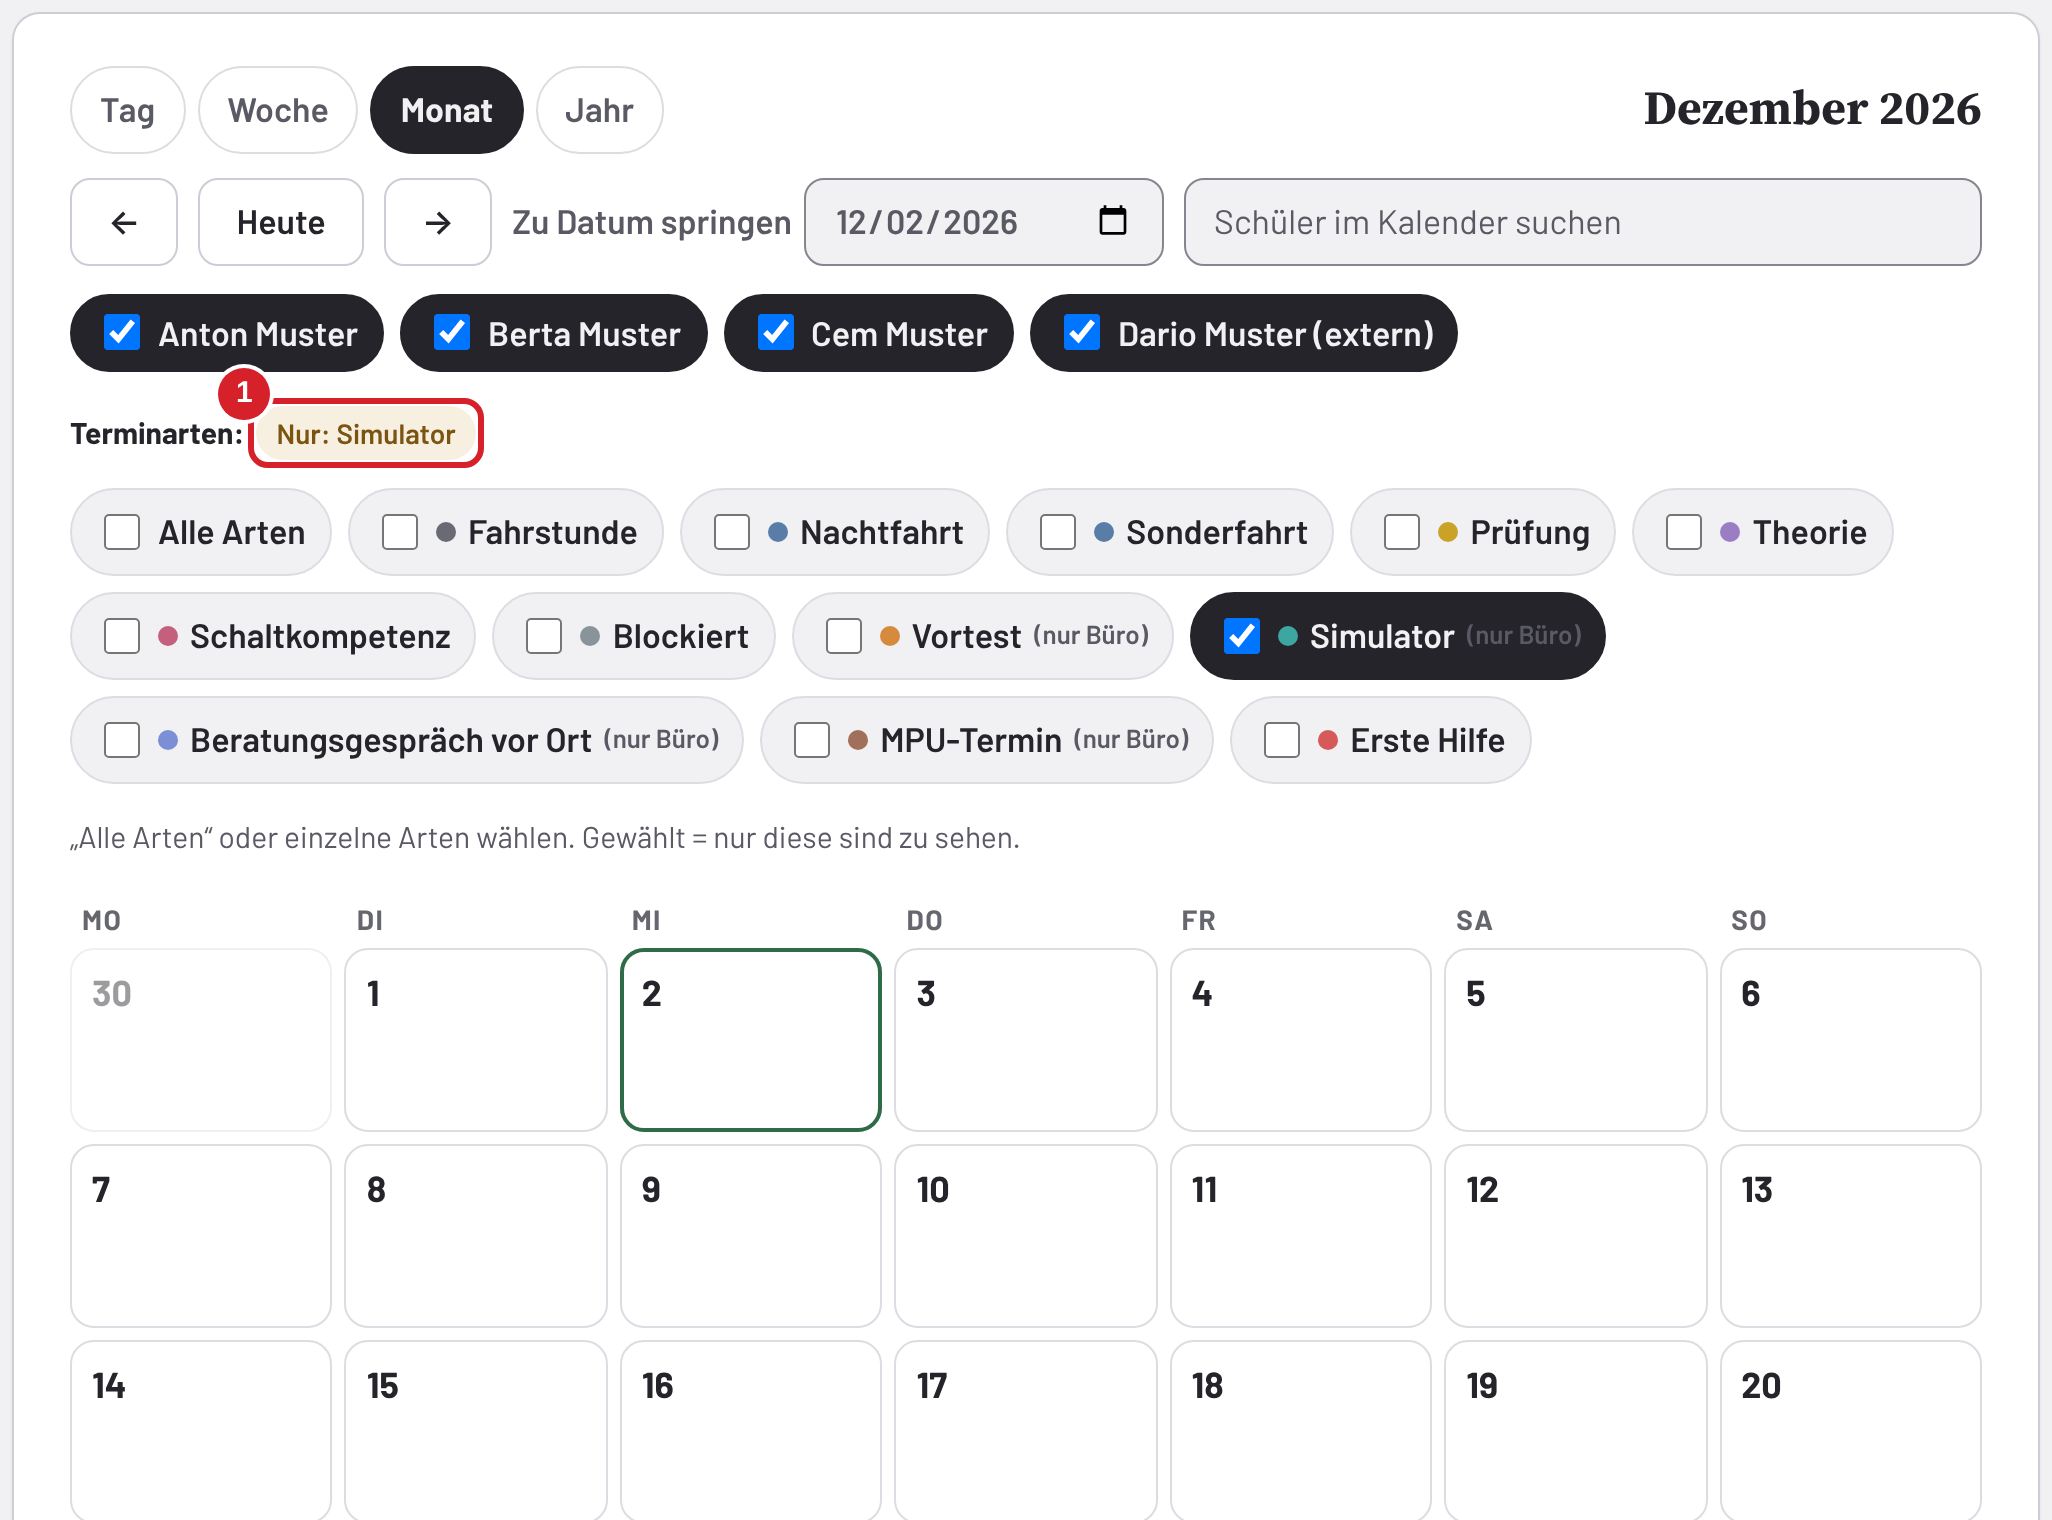 Tag Woche Monat Jahr Dezember 2026
← Heute → Zu Datum springen 12/02/2026 Schüler im Kalender suchen
Anton Muster Berta Muster Cem Muster Dario Muster (extern)
1
Terminarten: Nur: Simulator
Alle Arten Fahrstunde Nachtfahrt Sonderfahrt Prüfung Theorie
Schaltkompetenz Blockiert Vortest (nur Büro) Simulator (nur Büro)
Beratungsgespräch vor Ort (nur Büro) MPU-Termin (nur Büro) Erste Hilfe
„Alle Arten“ oder einzelne Arten wählen. Gewählt = nur diese sind zu sehen.
MO DI MI DO FR SA SO
30 1 2 3 4 5 6
7 8 9 10 11 12 13
14 15 16 17 18 19 20